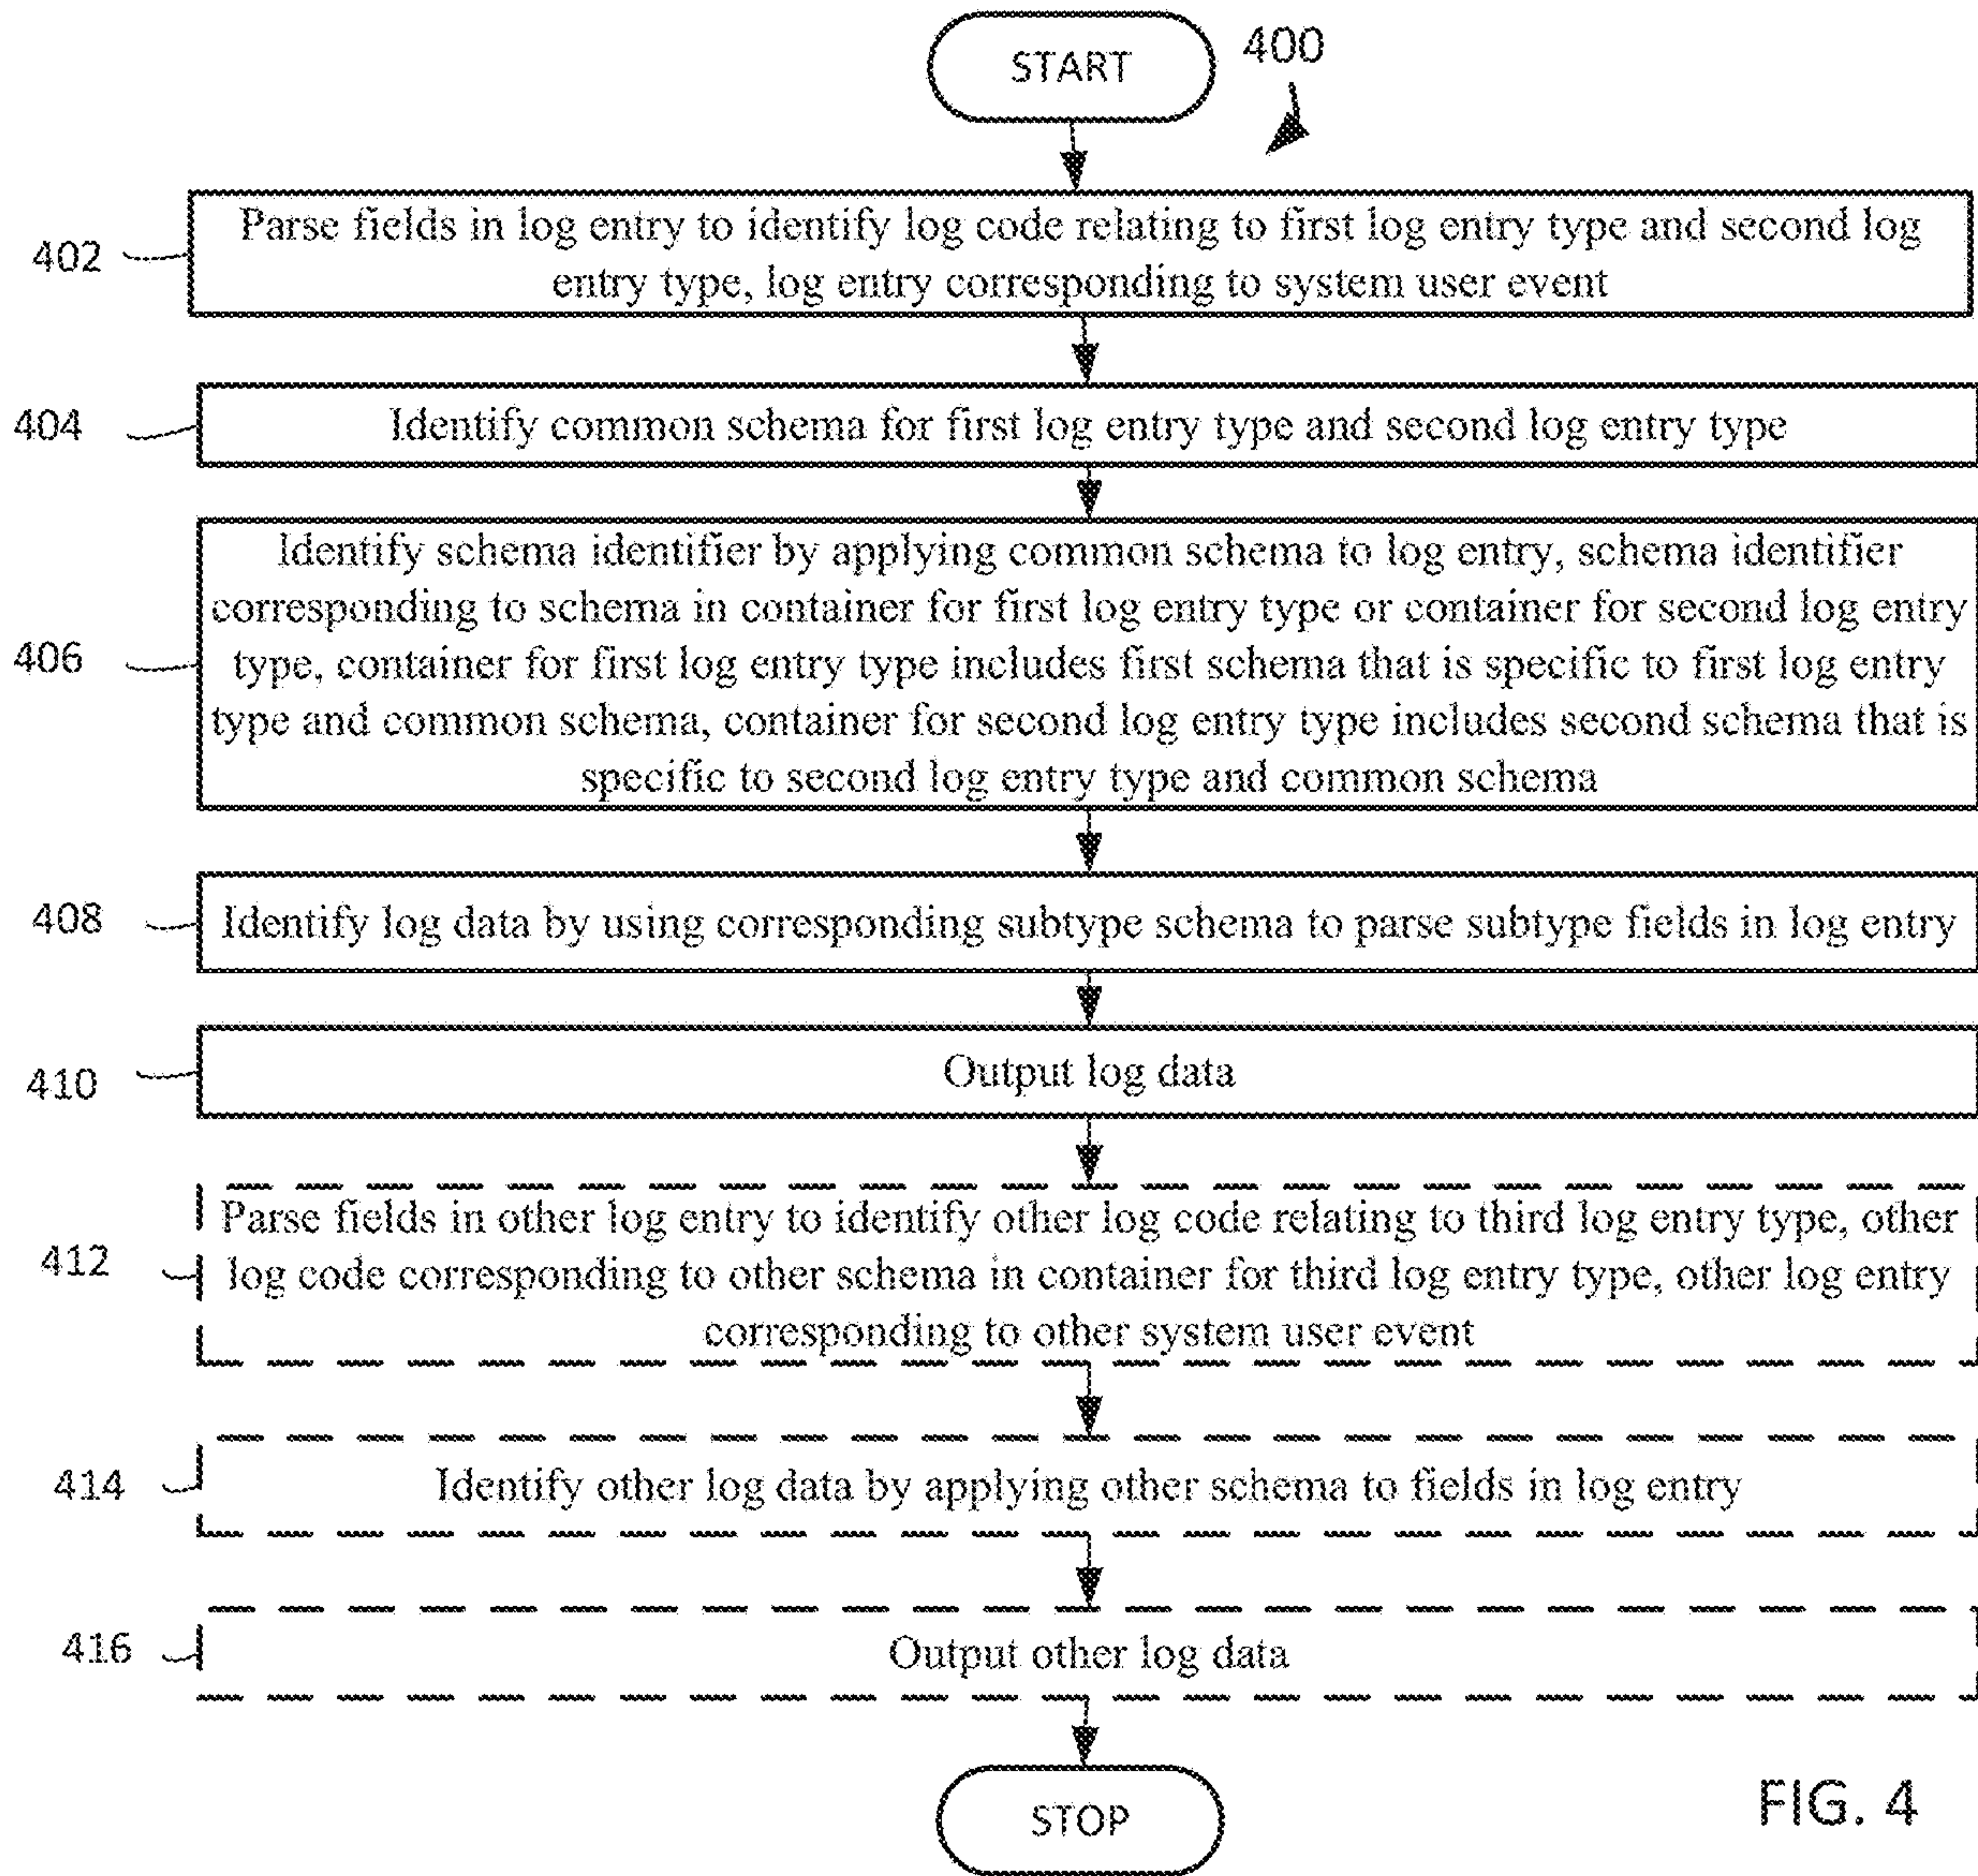 START
400
402
Parse fields in log entry to identify log code relating to first log entry type and second log
entry type, log entry corresponding to system user event
404
Identify common schema for first log entry type and second log entry type
406
Identify schema identifier by applying common schema to log entry, schema identifier
corresponding to schema in container for first log entry type or container for second log entry
type, container for first log entry type includes first schema that is specific to first log entry
type and common schema, container for second log entry type includes second schema that is
specific to second log entry type and common schema
408
Identify log data by using corresponding subtype schema to parse subtype fields in log entry
410
Output log data
412
Parse fields in other log entry to identify other log code relating to third log entry type, other
log code corresponding to other schema in container for third log entry type, other log entry
corresponding to other system user event
414
Identify other log data by applying other schema to fields in log entry
416
Output other log data
STOP
FIG. 4